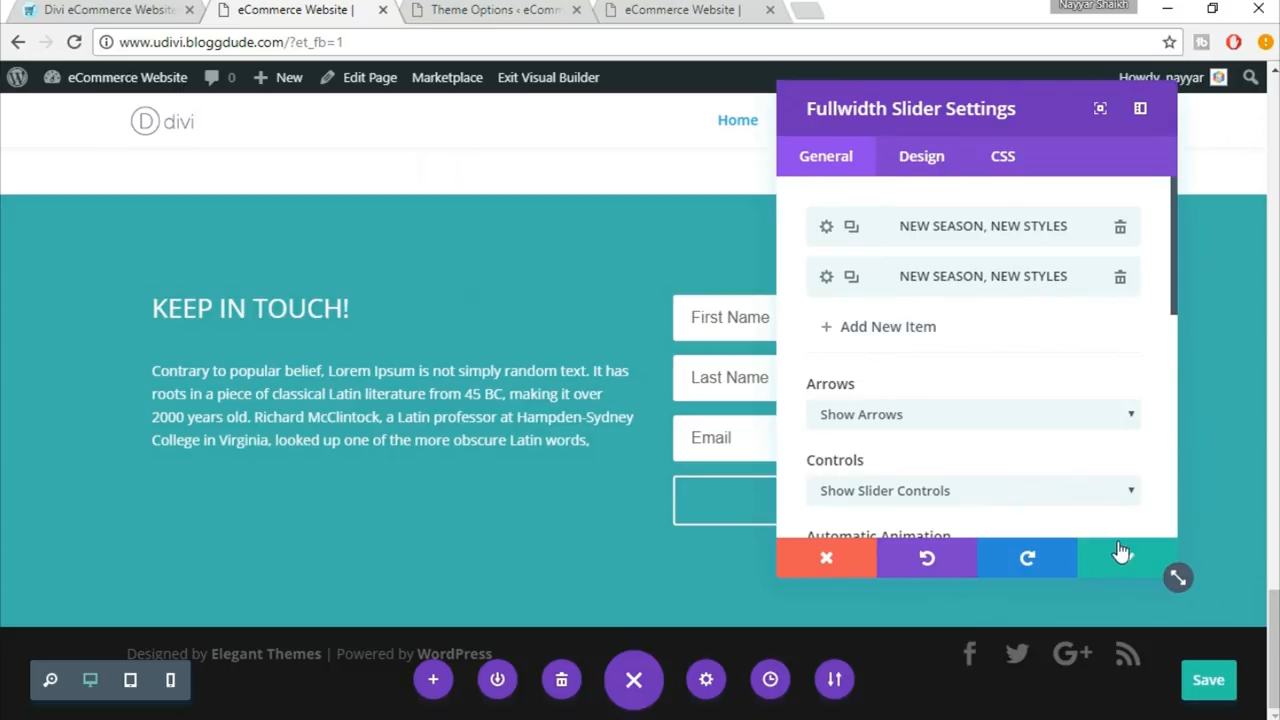 Divi eCommerce Website
eCommerce Website |
Theme Options ‹ eComm
eCommerce Website |
Nayyar Shaikh
www.udivi.bloggdude.com/?et_fb=1
eCommerce Website
0
New
Edit Page
Marketplace
Exit Visual Builder
Howdy, nayyar
D divi
Home
Fullwidth Slider Settings
General
Design
CSS
NEW SEASON, NEW STYLES
NEW SEASON, NEW STYLES
+ Add New Item
Arrows
Show Arrows
Controls
Show Slider Controls
Automatic Animation
KEEP IN TOUCH!
Contrary to popular belief, Lorem Ipsum is not simply random text. It has
roots in a piece of classical Latin literature from 45 BC, making it over
2000 years old. Richard McClintock, a Latin professor at Hampden-Sydney
College in Virginia, looked up one of the more obscure Latin words,
First Name
Last Name
Email
Designed by Elegant Themes | Powered by WordPress
Save